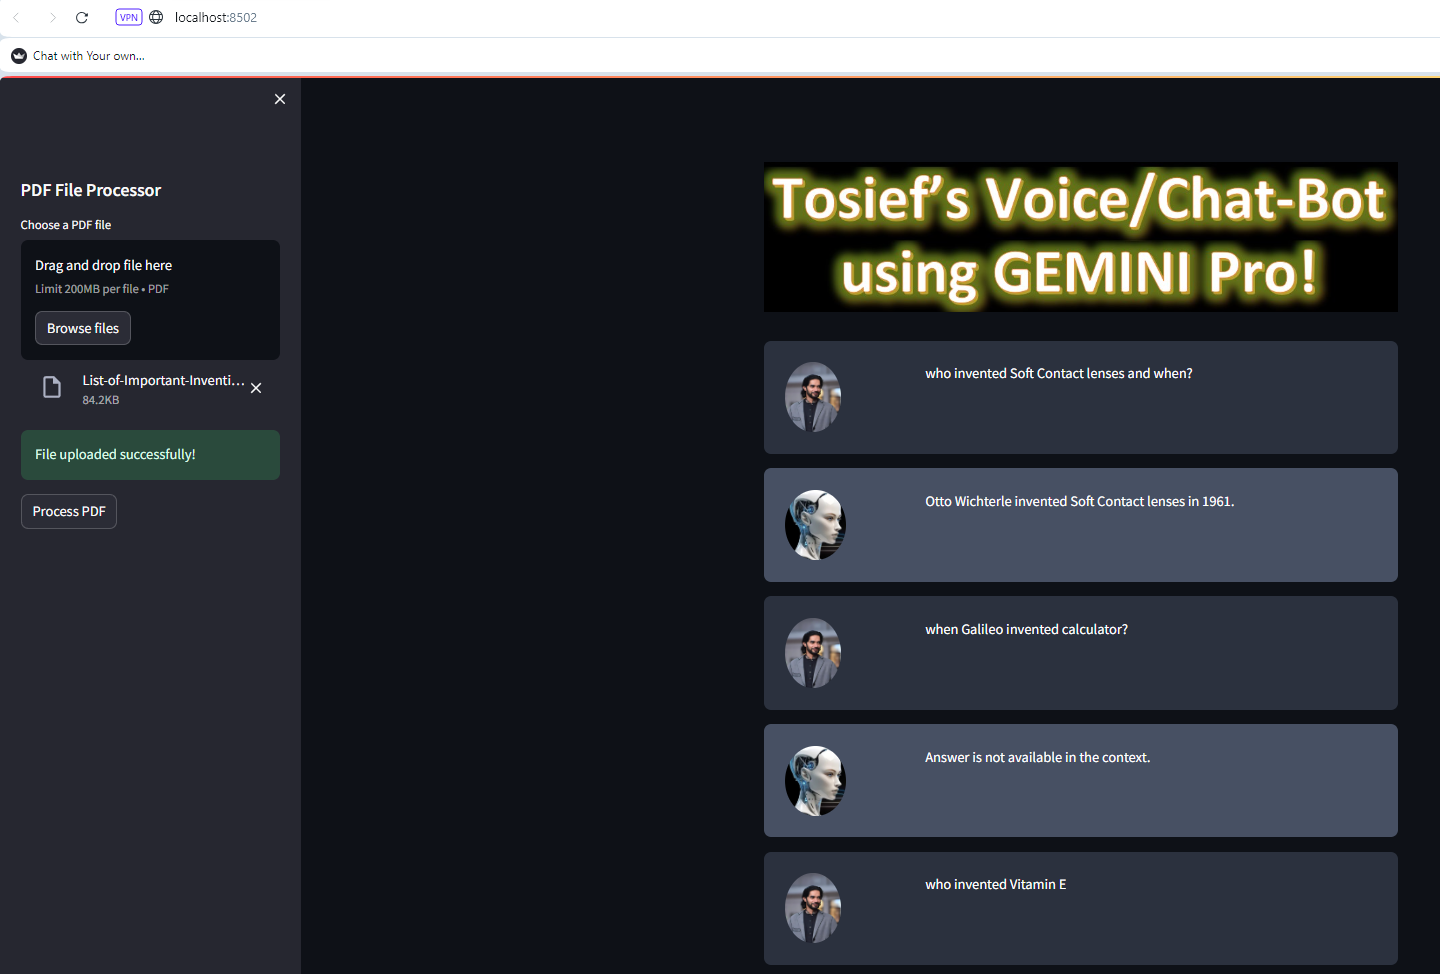 VPN
localhost:8502
Chat with Your own...
PDF File Processor
Choose a PDF file
Drag and drop file here
Limit 200MB per file • PDF
Browse files
List-of-Important-Inventi...
84.2KB
File uploaded successfully!
Process PDF
Tosief's Voice/Chat-Bot
using GEMINI Pro!
who invented Soft Contact lenses and when?
Otto Wichterle invented Soft Contact lenses in 1961.
when Galileo invented calculator?
Answer is not available in the context.
who invented Vitamin E